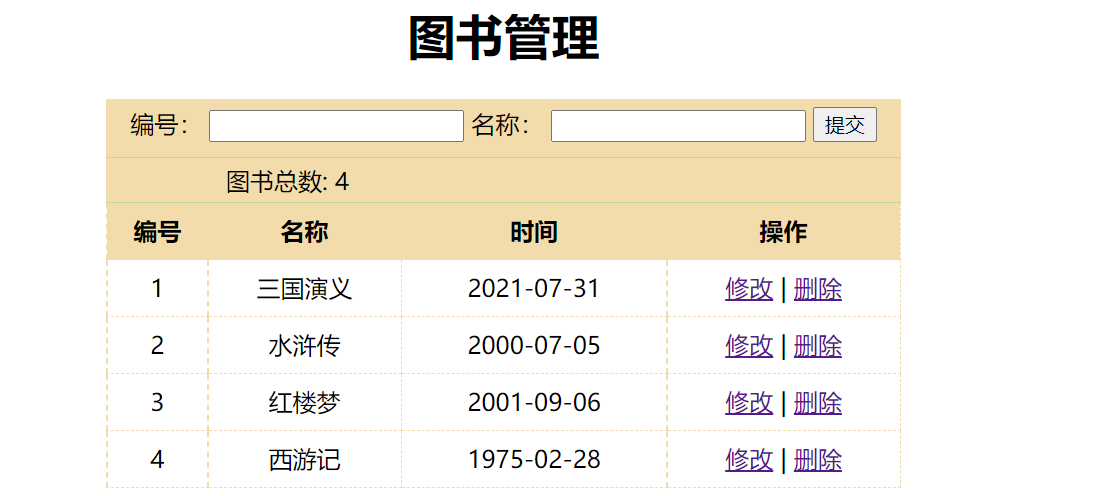 图书管理
编号： 名称： 提交
图书总数: 4
编号 名称 时间 操作
1 三国演义 2021-07-31 修改 | 删除
2 水浒传 2000-07-05 修改 | 删除
3 红楼梦 2001-09-06 修改 | 删除
4 西游记 1975-02-28 修改 | 删除